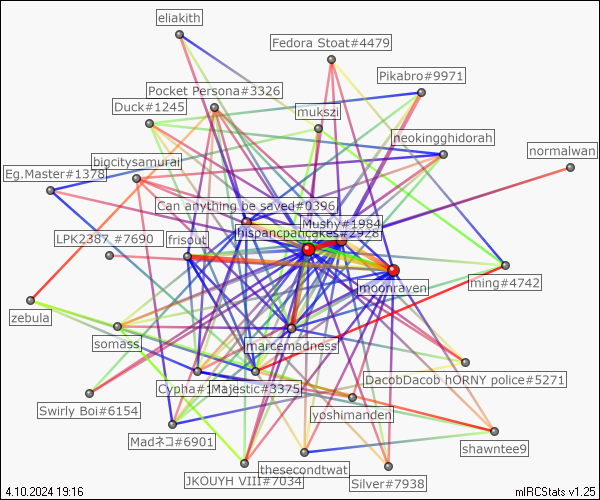 eliakith
Fedora Stoat#4479
Pikabro#9971
Pocket Persona#3326
Duck#1245
mukszi
neokingghidorah
normalwan
bigcitysamurai
Eg.Master#1378
Can anything be saved#0396
Mushy#1984
hispancpancakes#2928
LPK2387_#7690
frisout
ming#4742
moonraven
zebula
somass
marcemadness
DacobDacob hORNY police#5271
Cypha#1
Majestic#3375
Swirly Boi#6154
yoshimanden
Madネコ#6901
shawntee9
thesecondtwat
JKOUYH VIII#7034
Silver#7938
4.10.2024 19:16
mIRCStats v1.25